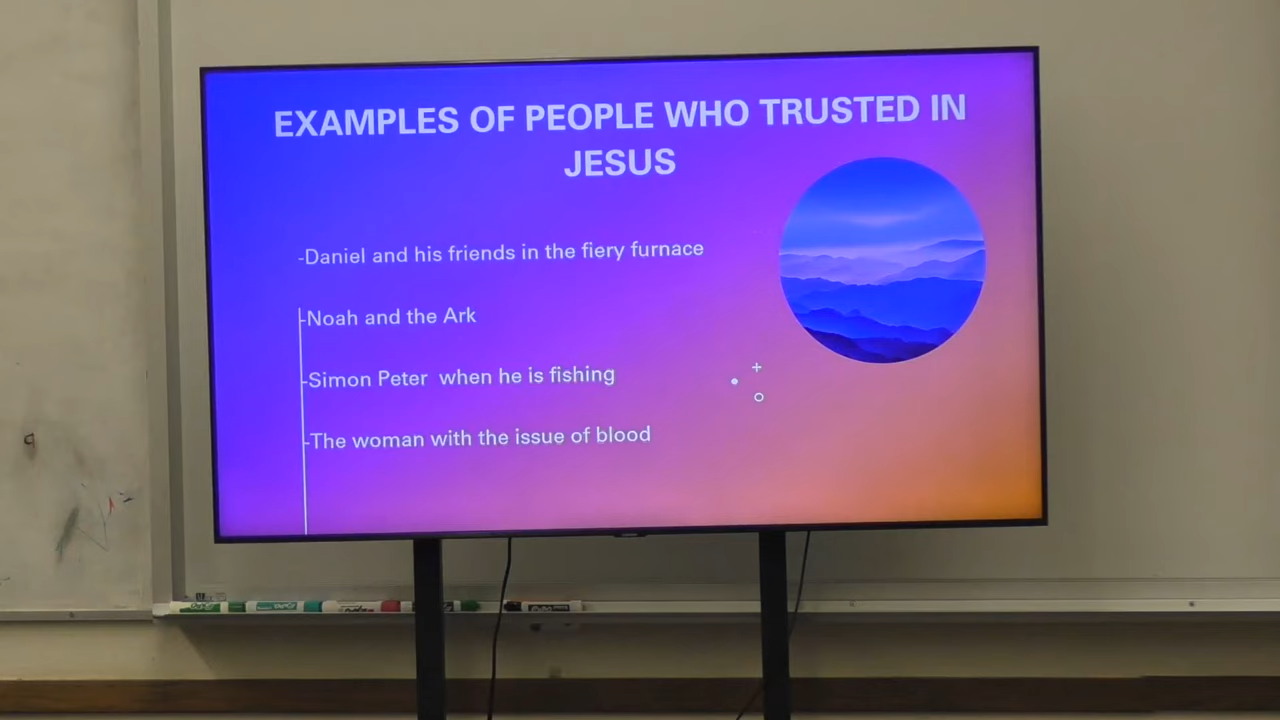 EXAMPLES OF PEOPLE WHO TRUSTED IN
JESUS
-Daniel and his friends in the fiery furnace
-Noah and the Ark
-Simon Peter  when he is fishing
-The woman with the issue of blood